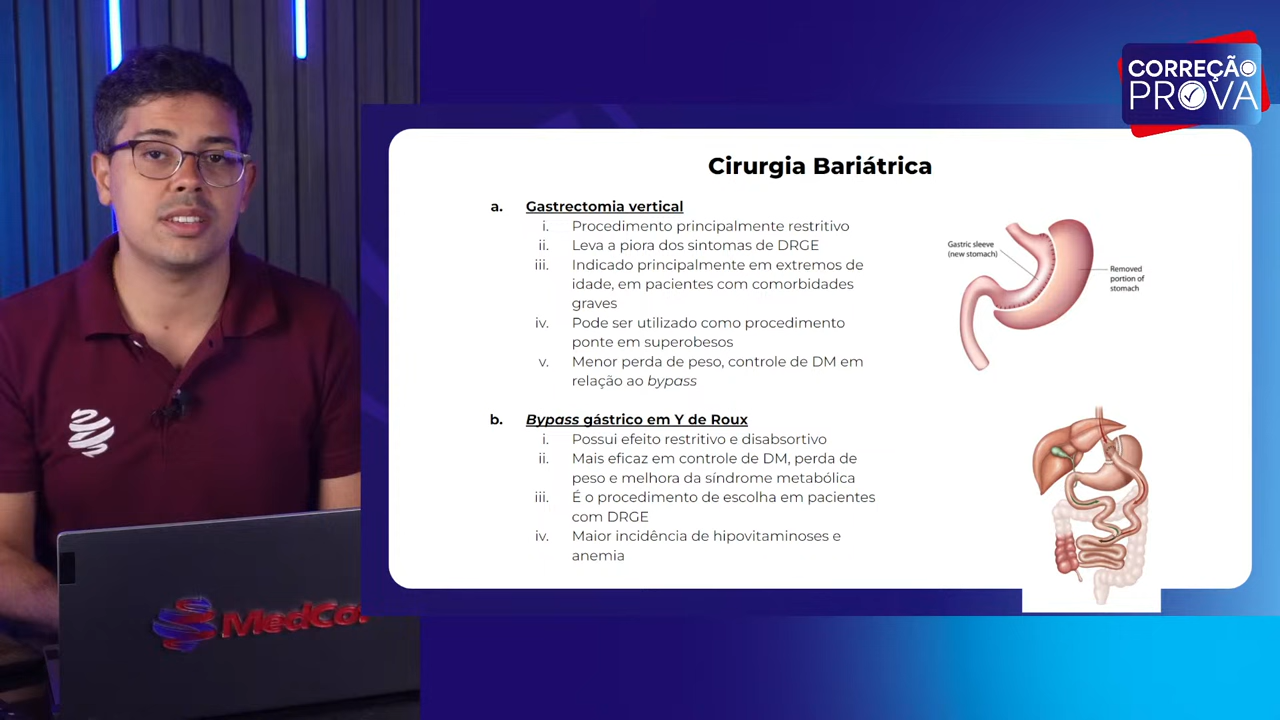 CORREÇÃO
PROVA
Cirurgia Bariátrica
a. Gastrectomia vertical
i. Procedimento principalmente restritivo
ii. Leva a piora dos sintomas de DRGE
iii. Indicado principalmente em extremos de
idade, em pacientes com comorbidades
graves
iv. Pode ser utilizado como procedimento
ponte em superobesos
v. Menor perda de peso, controle de DM em
relação ao bypass
Gastric sleeve
(new stomach)
Removed
portion of
stomach
b. Bypass gástrico em Y de Roux
i. Possui efeito restritivo e disabsortivo
ii. Mais eficaz em controle de DM, perda de
peso e melhora da síndrome metabólica
iii. É o procedimento de escolha em pacientes
com DRGE
iv. Maior incidência de hipovitaminoses e
anemia